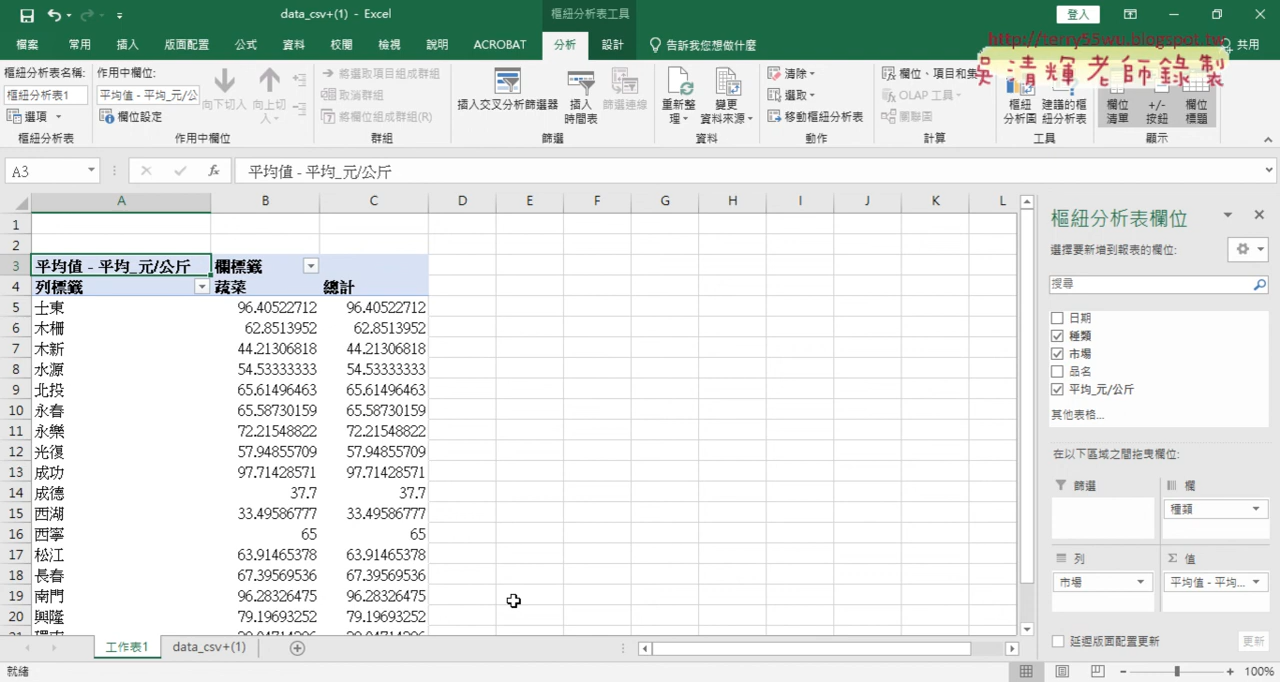 data_csv+(1) - Excel
樞紐分析表工具
登入
檔案 常用 插入 版面配置 公式 資料 校閱 檢視 說明 ACROBAT 分析 設計 告訴我您想做什麼 共用
http://terry55wu.blogspot.tw
吳清輝老師錄製
樞紐分析表名稱:
樞紐分析表1
選項
樞紐分析表
作用中欄位:
平均值 - 平均_元/公
欄位設定
向下切入
向上切入
作用中欄位
將選取項目組成群組
取消群組
將欄位組成群組(R)
群組
插入交叉分析篩選器
插入時間表
篩選連線
篩選
重新整理
變更資料來源
資料
清除
選取
移動樞紐分析表
動作
欄位、項目和集
OLAP 工具
關聯圖
計算
樞紐分析圖
建議的樞紐分析表
工具
欄位清單
+/- 按鈕
欄位標題
顯示
A3
fx
平均值 - 平均_元/公斤
A B C D E F G H I J K L
1
2
3 平均值 - 平均_元/公斤 欄標籤
4 列標籤 蔬菜 總計
5 士東 96.40522712 96.40522712
6 木柵 62.8513952 62.8513952
7 木新 44.21306818 44.21306818
8 水源 54.53333333 54.53333333
9 北投 65.61496463 65.61496463
10 永春 65.58730159 65.58730159
11 永樂 72.21548822 72.21548822
12 光復 57.94855709 57.94855709
13 成功 97.71428571 97.71428571
14 成德 37.7 37.7
15 西湖 33.49586777 33.49586777
16 西寧 65 65
17 松江 63.91465378 63.91465378
18 長春 67.39569536 67.39569536
19 南門 96.28326475 96.28326475
20 興隆 79.19693252 79.19693252
樞紐分析表欄位
選擇要新增到報表的欄位:
搜尋
日期
種類
市場
品名
平均_元/公斤
其他表格...
在以下區域之間拖曳欄位:
篩選
欄
種類
列
市場
Σ 值
平均值 - 平均...
延遲版面配置更新
更新
工作表1 data_csv+(1)
就緒
100%